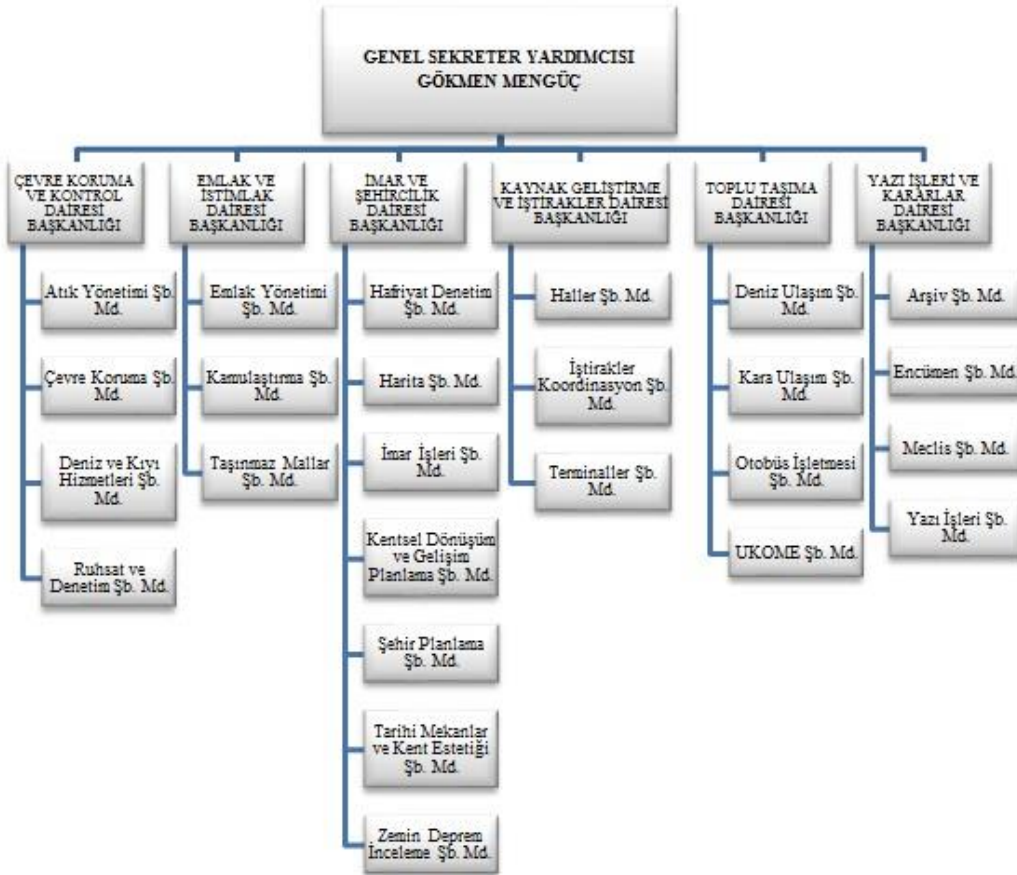 GENEL SEKRETER YARDIMCISI
GÖKMEN MENGÜÇ
ÇEVRE KORUMA
VE KONTROL
DAİRESİ
BAŞKANLIĞI
Atık Yönetimi Şb.
Md.
Çevre Koruma Şb.
Md.
Deniz ve Kıyı
Hizmetleri Şb.
Md.
Ruhsat ve
Denetim Şb. Md.
EMLAK VE
İSTİMLAK
DAİRESİ
BAŞKANLIĞI
Emlak Yönetimi
Şb. Md.
Kamulaştırma Şb.
Md.
Taşınmaz Mallar
Şb. Md.
İMAR VE
ŞEHİRCİLİK
DAİRESİ
BAŞKANLIĞI
Hafriyat Denetim
Şb. Md.
Harita Şb. Md.
İmar İşleri Şb.
Md.
Kentsel Dönüşüm
ve Gelişim
Planlama Şb. Md.
Şehir Planlama
Şb. Md.
Tarihi Mekanlar
ve Kent Estetiği
Şb. Md.
Zemin Deprem
İnceleme Şb. Md.
KAYNAK GELİŞTİRME
VE İŞTİRAKLER DAİRESİ
BAŞKANLIĞI
Haller Şb. Md.
İştirakler
Koordinasyon Şb.
Md.
Terminaller Şb.
Md.
TOPLU TAŞIMA
DAİRESİ
BAŞKANLIĞI
Deniz Ulaşım Şb.
Md.
Kara Ulaşım Şb.
Md.
Otobüs İşletmesi
Şb. Md.
UKOME Şb. Md.
YAZI İŞLERİ VE
KARARLAR
DAİRESİ
BAŞKANLIĞI
Arşiv Şb. Md.
Encümen Şb. Md.
Meclis Şb. Md.
Yazı İşleri Şb.
Md.